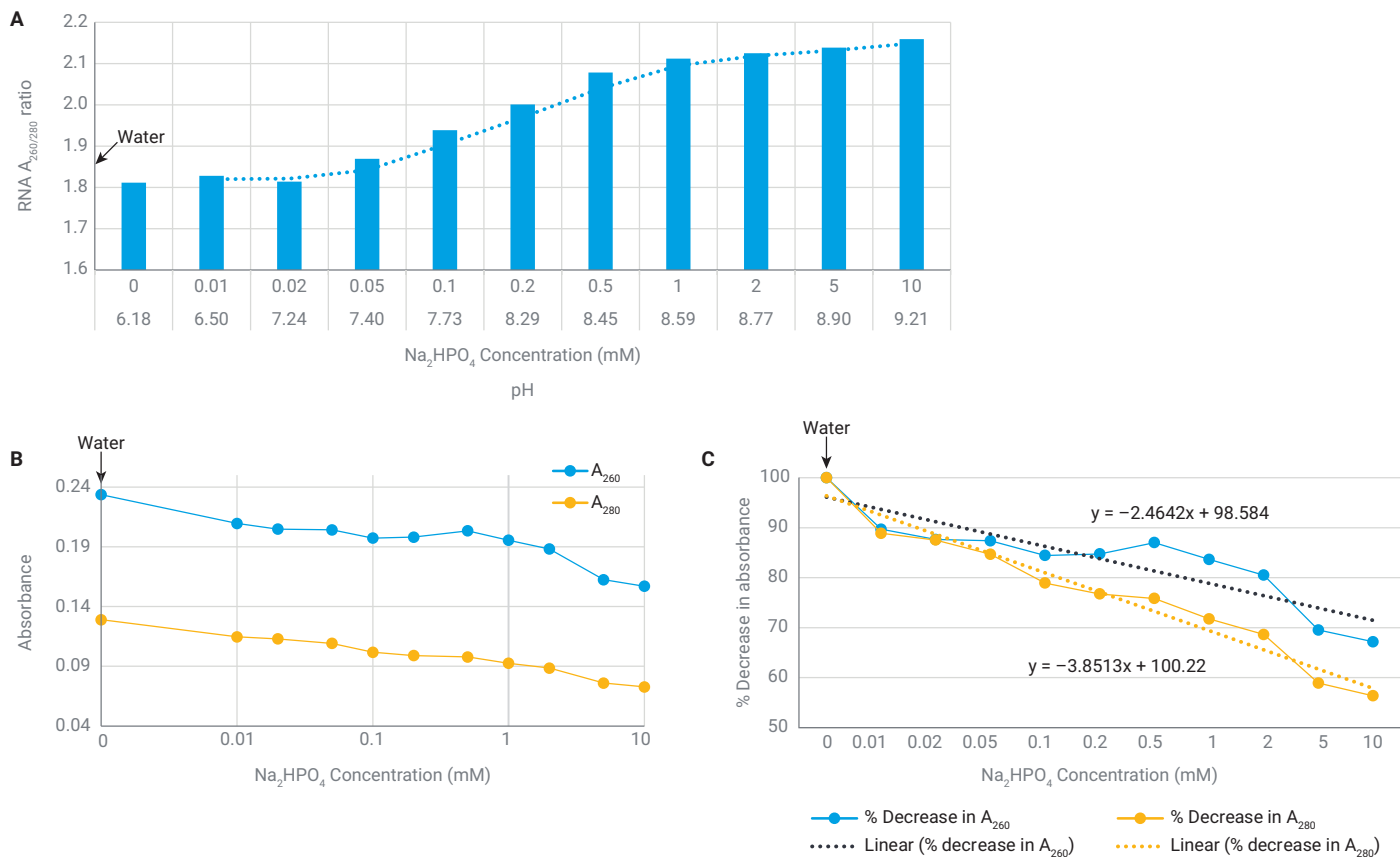 A
2.2
2.1
2.0
1.9
1.8
1.7
1.6
RNA A260/280 ratio
Water
0 0.01 0.02 0.05 0.1 0.2 0.5 1 2 5 10
6.18 6.50 7.24 7.40 7.73 8.29 8.45 8.59 8.77 8.90 9.21
Na₂HPO₄ Concentration (mM)
pH
B
Water
0.24
0.19
0.14
0.09
0.04
Absorbance
A₂₆₀
A₂₈₀
0 0.01 0.1 1 10
Na₂HPO₄ Concentration (mM)
C
Water
100
90
80
70
60
50
% Decrease in absorbance
y = −2.4642x + 98.584
y = −3.8513x + 100.22
0 0.01 0.02 0.05 0.1 0.2 0.5 1 2 5 10
Na₂HPO₄ Concentration (mM)
% Decrease in A₂₆₀
% Decrease in A₂₈₀
Linear (% decrease in A₂₆₀)
Linear (% decrease in A₂₈₀)